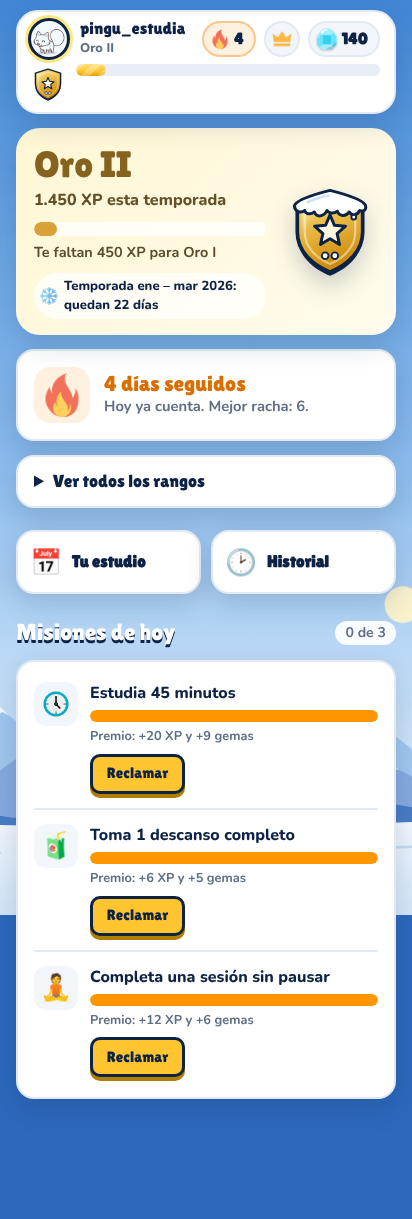 pingu_estudia
Oro II
4
140
Oro II
1.450 XP esta temporada
Te faltan 450 XP para Oro I
Temporada ene – mar 2026:
quedan 22 días
4 días seguidos
Hoy ya cuenta. Mejor racha: 6.
Ver todos los rangos
July
17
Tu estudio
Historial
Misiones de hoy
0 de 3
Estudia 45 minutos
Premio: +20 XP y +9 gemas
Reclamar
Toma 1 descanso completo
Premio: +6 XP y +5 gemas
Reclamar
Completa una sesión sin pausar
Premio: +12 XP y +6 gemas
Reclamar